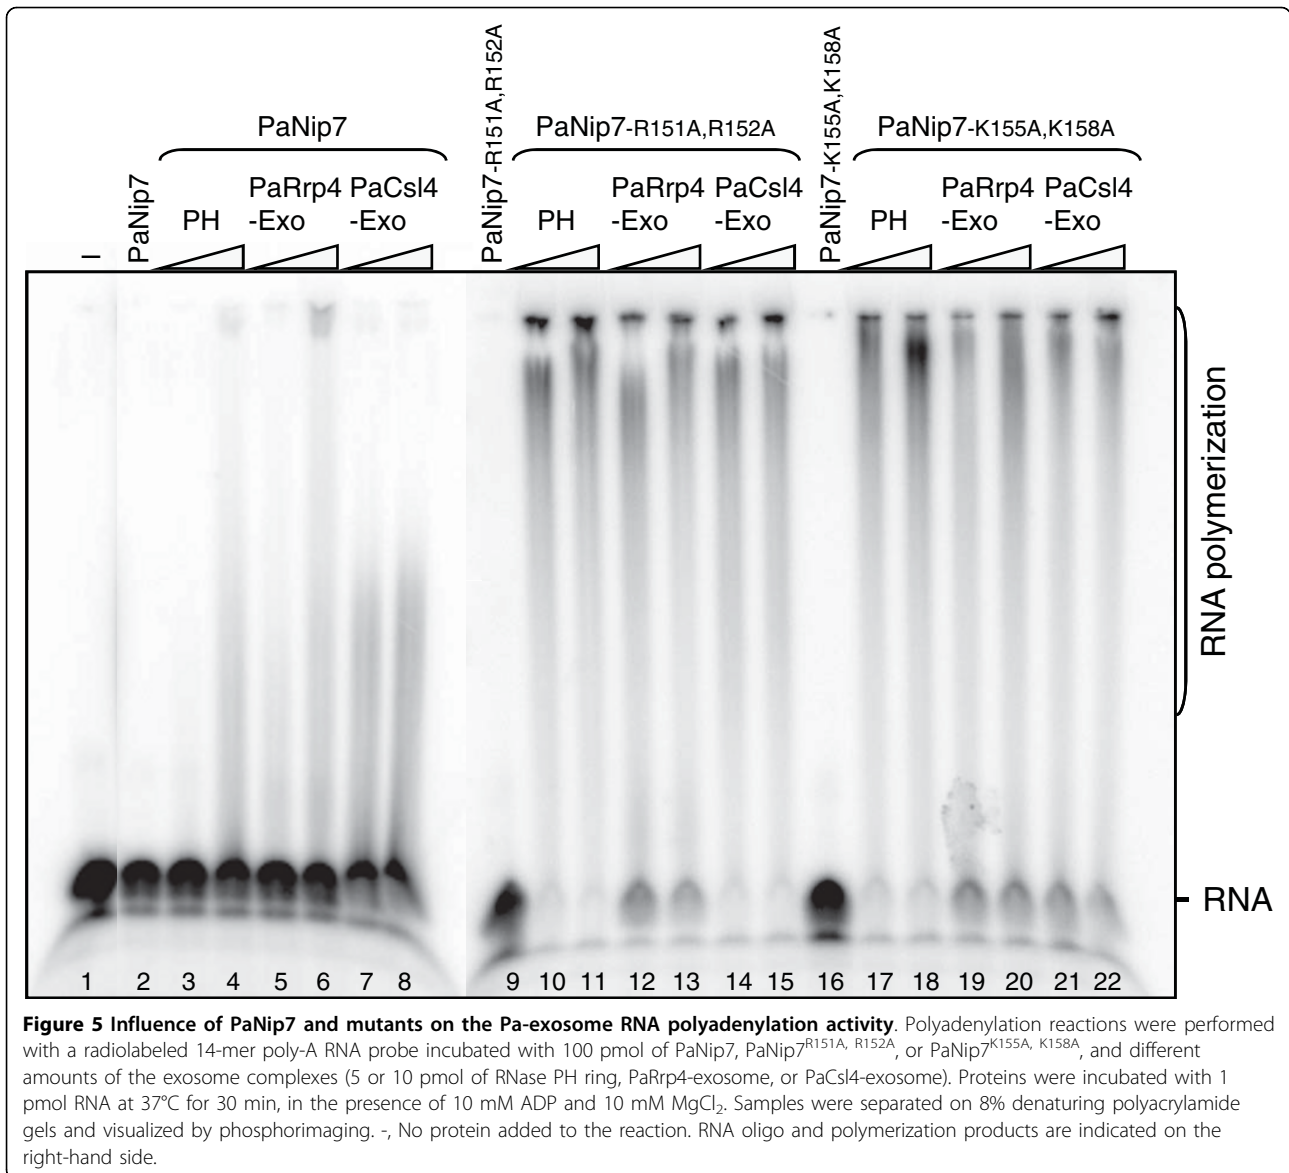 PaNip7
PaNip7-R151A,R152A
PaNip7-K155A,K158A
–
PaNip7
PH
PaRrp4
-Exo
PaCsl4
-Exo
PaNip7-R151A,R152A
PH
PaRrp4
-Exo
PaCsl4
-Exo
PaNip7-K155A,K158A
PH
PaRrp4
-Exo
PaCsl4
-Exo
RNA polymerization
RNA
1 2 3 4 5 6 7 8 9 10 11 12 13 14 15 16 17 18 19 20 21 22
Figure 5 Influence of PaNip7 and mutants on the Pa-exosome RNA polyadenylation activity. Polyadenylation reactions were performed
with a radiolabeled 14-mer poly-A RNA probe incubated with 100 pmol of PaNip7, PaNip7R151A, R152A, or PaNip7K155A, K158A, and different
amounts of the exosome complexes (5 or 10 pmol of RNase PH ring, PaRrp4-exosome, or PaCsl4-exosome). Proteins were incubated with 1
pmol RNA at 37°C for 30 min, in the presence of 10 mM ADP and 10 mM MgCl2. Samples were separated on 8% denaturing polyacrylamide
gels and visualized by phosphorimaging. -, No protein added to the reaction. RNA oligo and polymerization products are indicated on the
right-hand side.